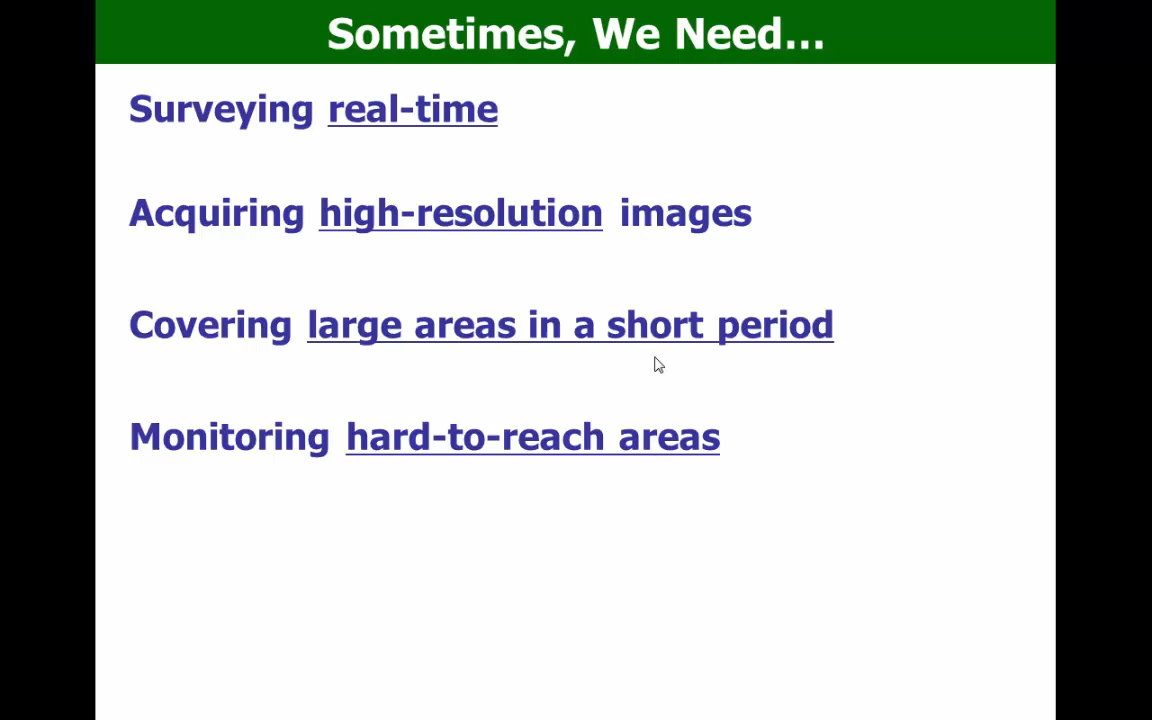 Sometimes, We Need...
Surveying real-time
Acquiring high-resolution images
Covering large areas in a short period
Monitoring hard-to-reach areas